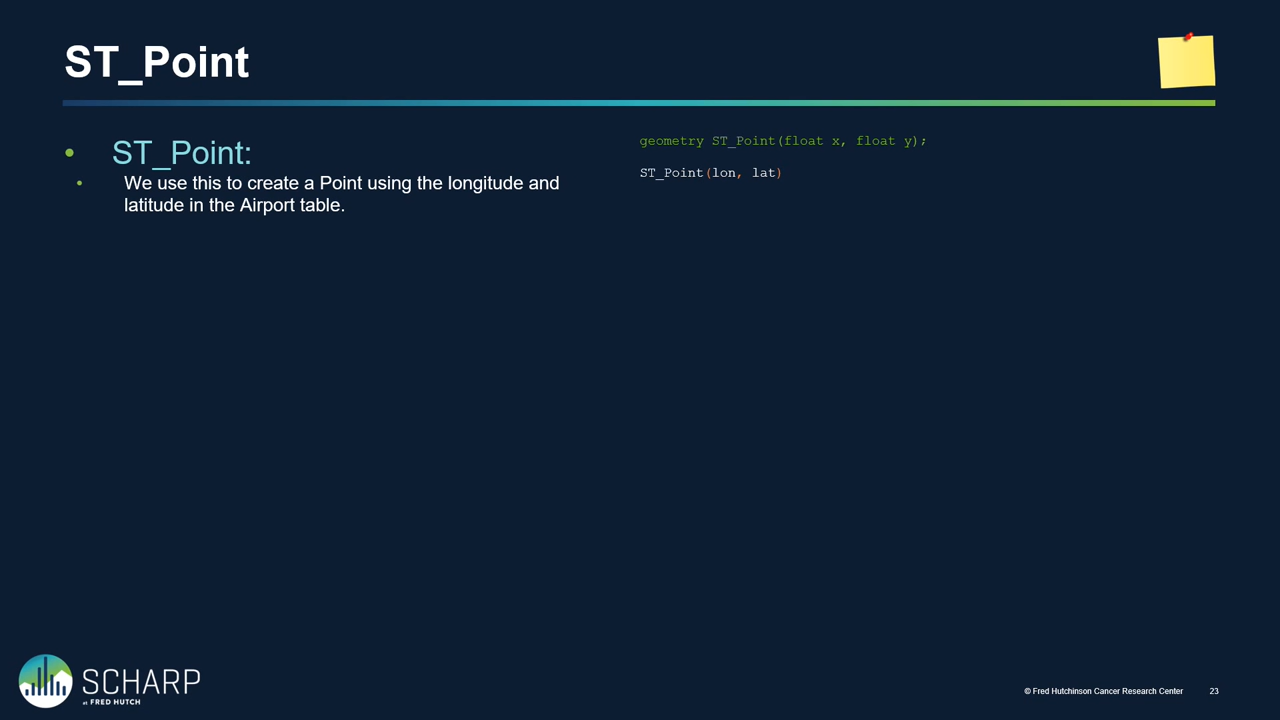 ST_Point
• ST_Point:
• We use this to create a Point using the longitude and
latitude in the Airport table.
geometry ST_Point(float x, float y);
ST_Point(lon, lat)
SCHARP
at FRED HUTCH
© Fred Hutchinson Cancer Research Center
23